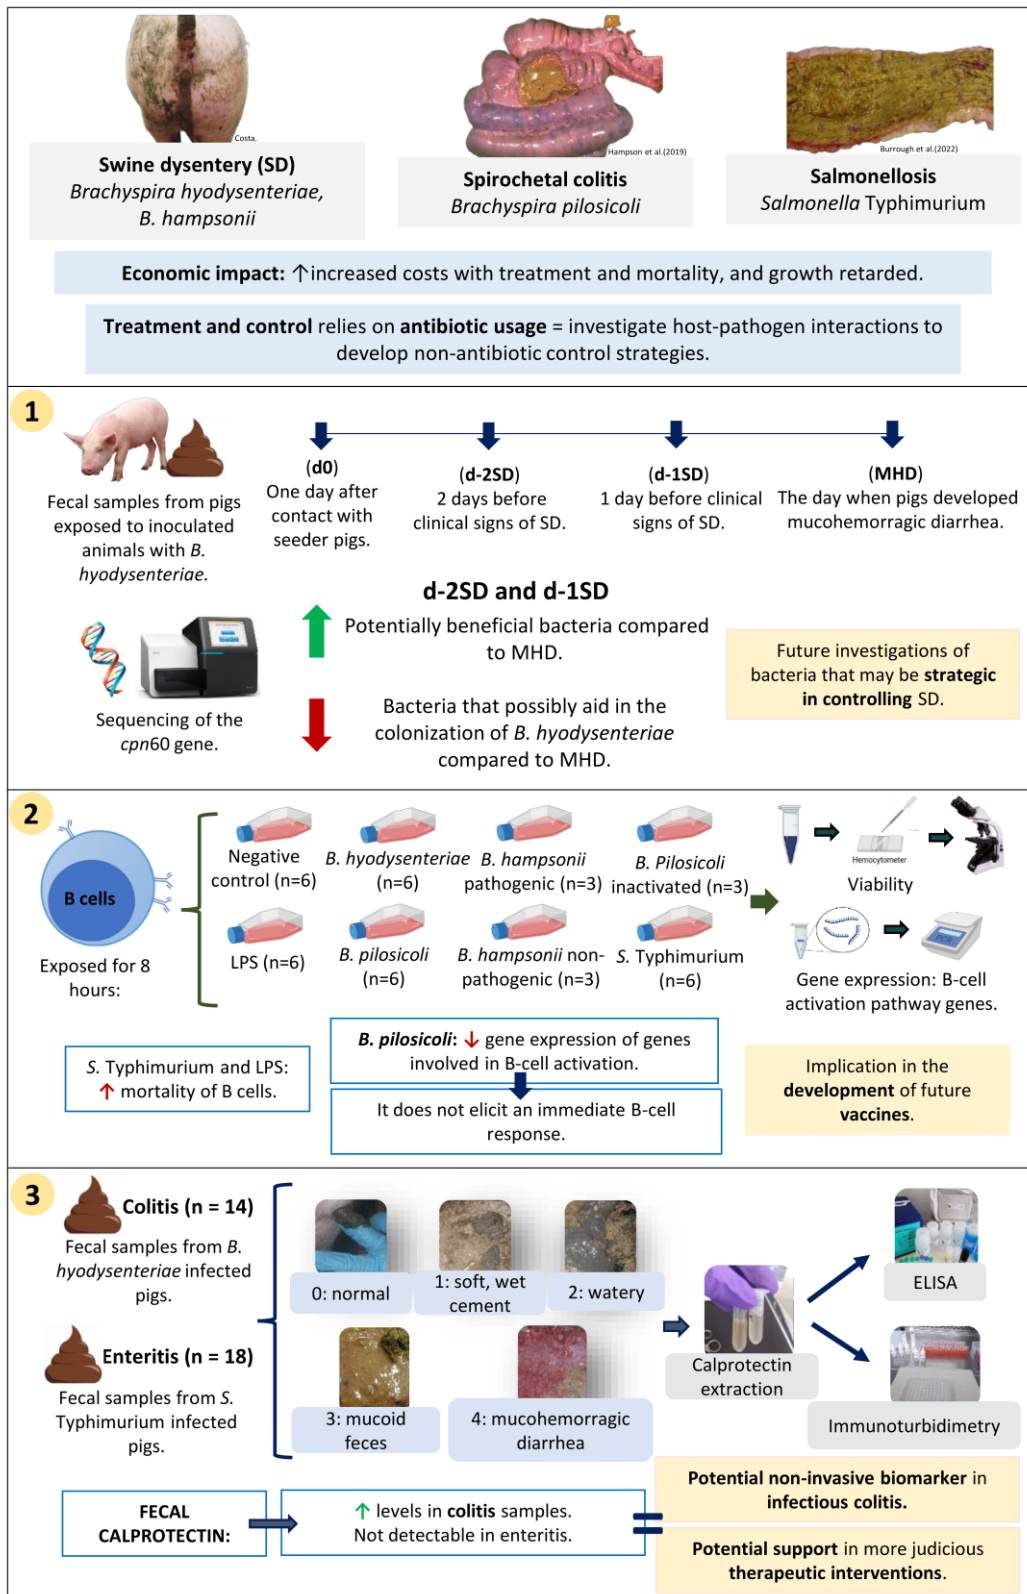 Costa.
Hampson et al.(2019)
Burrough et al.(2022)
Swine dysentery (SD)
Brachyspira hyodysenteriae,
B. hampsonii
Spirochetal colitis
Brachyspira pilosicoli
Salmonellosis
Salmonella Typhimurium
Economic impact: ↑increased costs with treatment and mortality, and growth retarded.
Treatment and control relies on antibiotic usage = investigate host-pathogen interactions to
develop non-antibiotic control strategies.
1
Fecal samples from pigs
exposed to inoculated
animals with B.
hyodysenteriae.
(d0)
One day after
contact with
seeder pigs.
(d-2SD)
2 days before
clinical signs of SD.
(d-1SD)
1 day before clinical
signs of SD.
(MHD)
The day when pigs developed
mucohemorragic diarrhea.
Sequencing of the
cpn60 gene.
d-2SD and d-1SD
Potentially beneficial bacteria compared
to MHD.
Bacteria that possibly aid in the
colonization of B. hyodysenteriae
compared to MHD.
Future investigations of
bacteria that may be strategic
in controlling SD.
2
B cells
Exposed for 8
hours:
Negative
control (n=6)
B. hyodysenteriae
(n=6)
B. hampsonii
pathogenic (n=3)
B. Pilosicoli
inactivated (n=3)
LPS (n=6)
B. pilosicoli
(n=6)
B. hampsonii non-
pathogenic (n=3)
S. Typhimurium
(n=6)
Hemocytometer
Viability
PCR
Gene expression: B-cell
activation pathway genes.
S. Typhimurium and LPS:
↑ mortality of B cells.
B. pilosicoli: ↓ gene expression of genes
involved in B-cell activation.
It does not elicit an immediate B-cell
response.
Implication in the
development of future
vaccines.
3
Colitis (n = 14)
Fecal samples from B.
hyodysenteriae infected
pigs.
Enteritis (n = 18)
Fecal samples from S.
Typhimurium infected
pigs.
0: normal
1: soft, wet
cement
2: watery
3: mucoid
feces
4: mucohemorragic
diarrhea
Calprotectin
extraction
ELISA
Immunoturbidimetry
FECAL
CALPROTECTIN:
↑ levels in colitis samples.
Not detectable in enteritis.
=
Potential non-invasive biomarker in
infectious colitis.
Potential support in more judicious
therapeutic interventions.